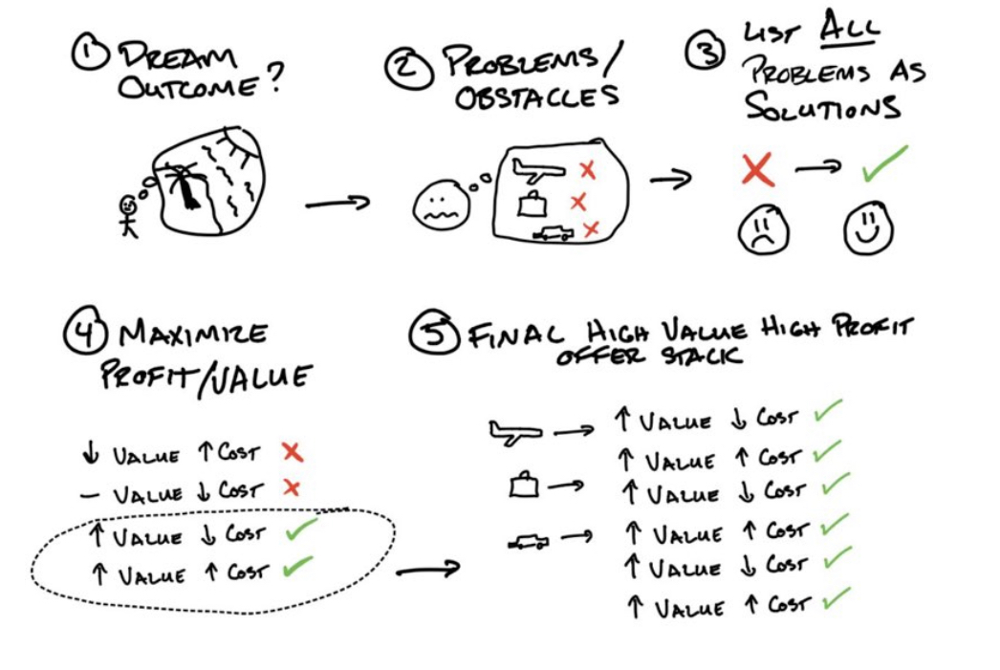 ① DREAM
OUTCOME?
② PROBLEMS/
OBSTACLES
③ LIST ALL
PROBLEMS AS
SOLUTIONS
④ MAXIMIZE
PROFIT/VALUE
↓ VALUE ↑ COST ✗
– VALUE ↓ COST ✗
↑ VALUE ↓ COST ✓
↑ VALUE ↑ COST ✓
⑤ FINAL HIGH VALUE HIGH PROFIT
OFFER STACK
↑ VALUE ↓ COST ✓
↑ VALUE ↑ COST ✓
↑ VALUE ↓ COST ✓
↑ VALUE ↑ COST ✓
↑ VALUE ↓ COST ✓
↑ VALUE ↑ COST ✓